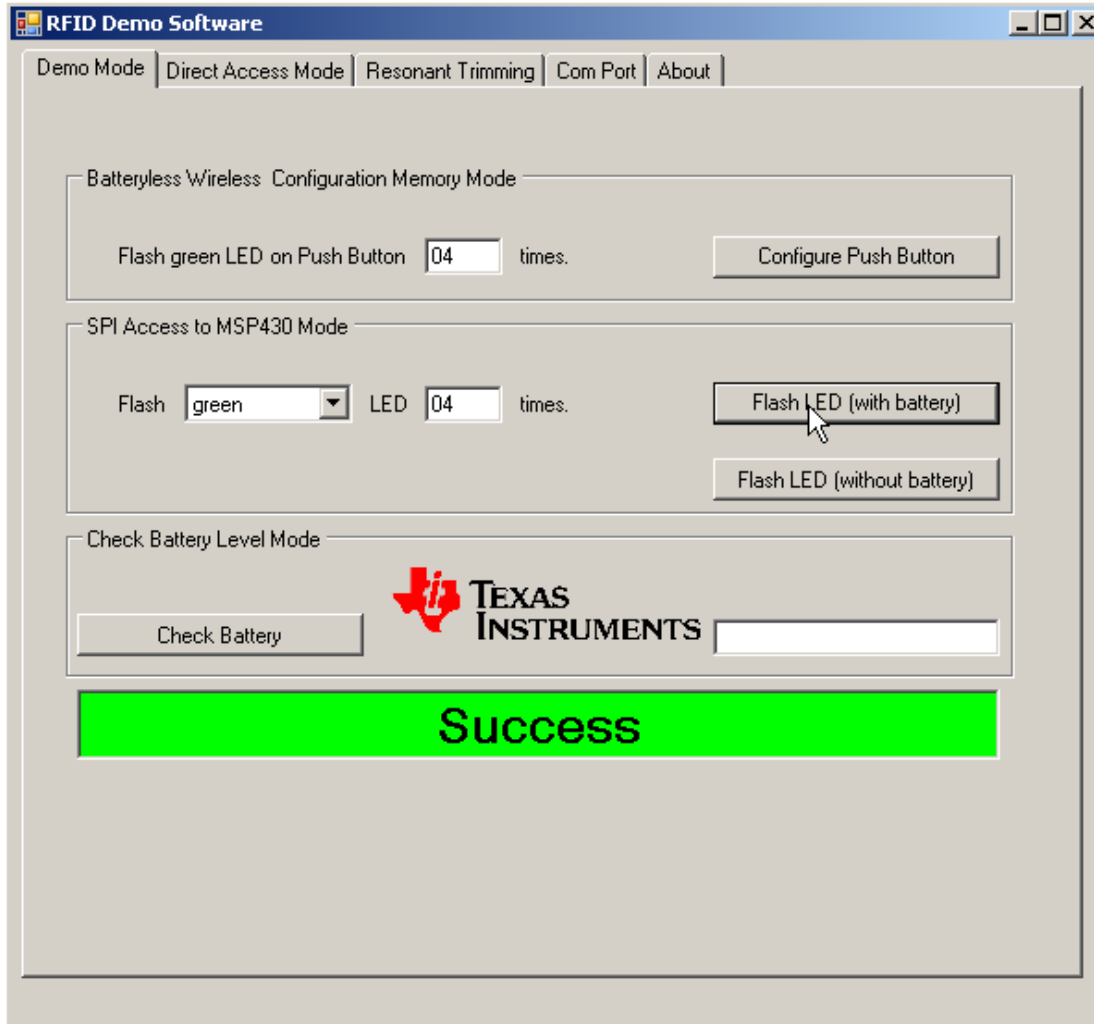 RFID Demo Software
Demo Mode Direct Access Mode Resonant Trimming Com Port About
Batteryless Wireless Configuration Memory Mode
Flash green LED on Push Button 04 times. Configure Push Button
SPI Access to MSP430 Mode
Flash green LED 04 times. Flash LED (with battery)
Flash LED (without battery)
Check Battery Level Mode
TEXAS
INSTRUMENTS
Check Battery
Success